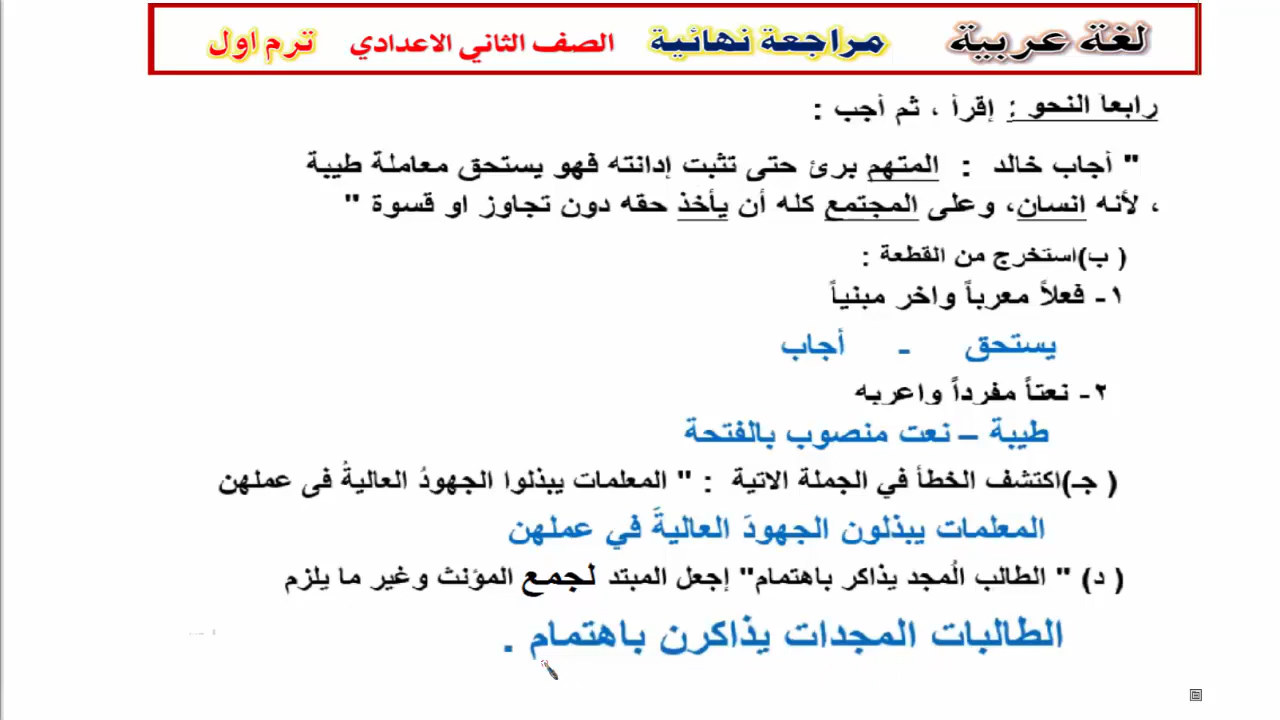 لغة عربية مراجعة نهائية الصف الثاني الاعدادي ترم اول
رابعاً النحو : إقرأ ، ثم أجب :
" أجاب خالد : المتهم برئ حتى تثبت إدانته فهو يستحق معاملة طيبة
، لأنه انسان، وعلى المجتمع كله أن يأخذ حقه دون تجاوز او قسوة "
( ب)استخرج من القطعة :
١- فعلاً معرباً واخر مبنياً
يستحق - أجاب
٢- نعتاً مفرداً واعربه
طيبة – نعت منصوب بالفتحة
( جـ)اكتشف الخطأ في الجملة الاتية : " المعلمات يبذلوا الجهودُ العاليةُ فى عملهن
المعلمات يبذلون الجهودَ العاليةَ في عملهن
( د) " الطالب الُمجد يذاكر باهتمام" إجعل المبتد لجمع المؤنث وغير ما يلزم
الطالبات المجدات يذاكرن باهتمام .